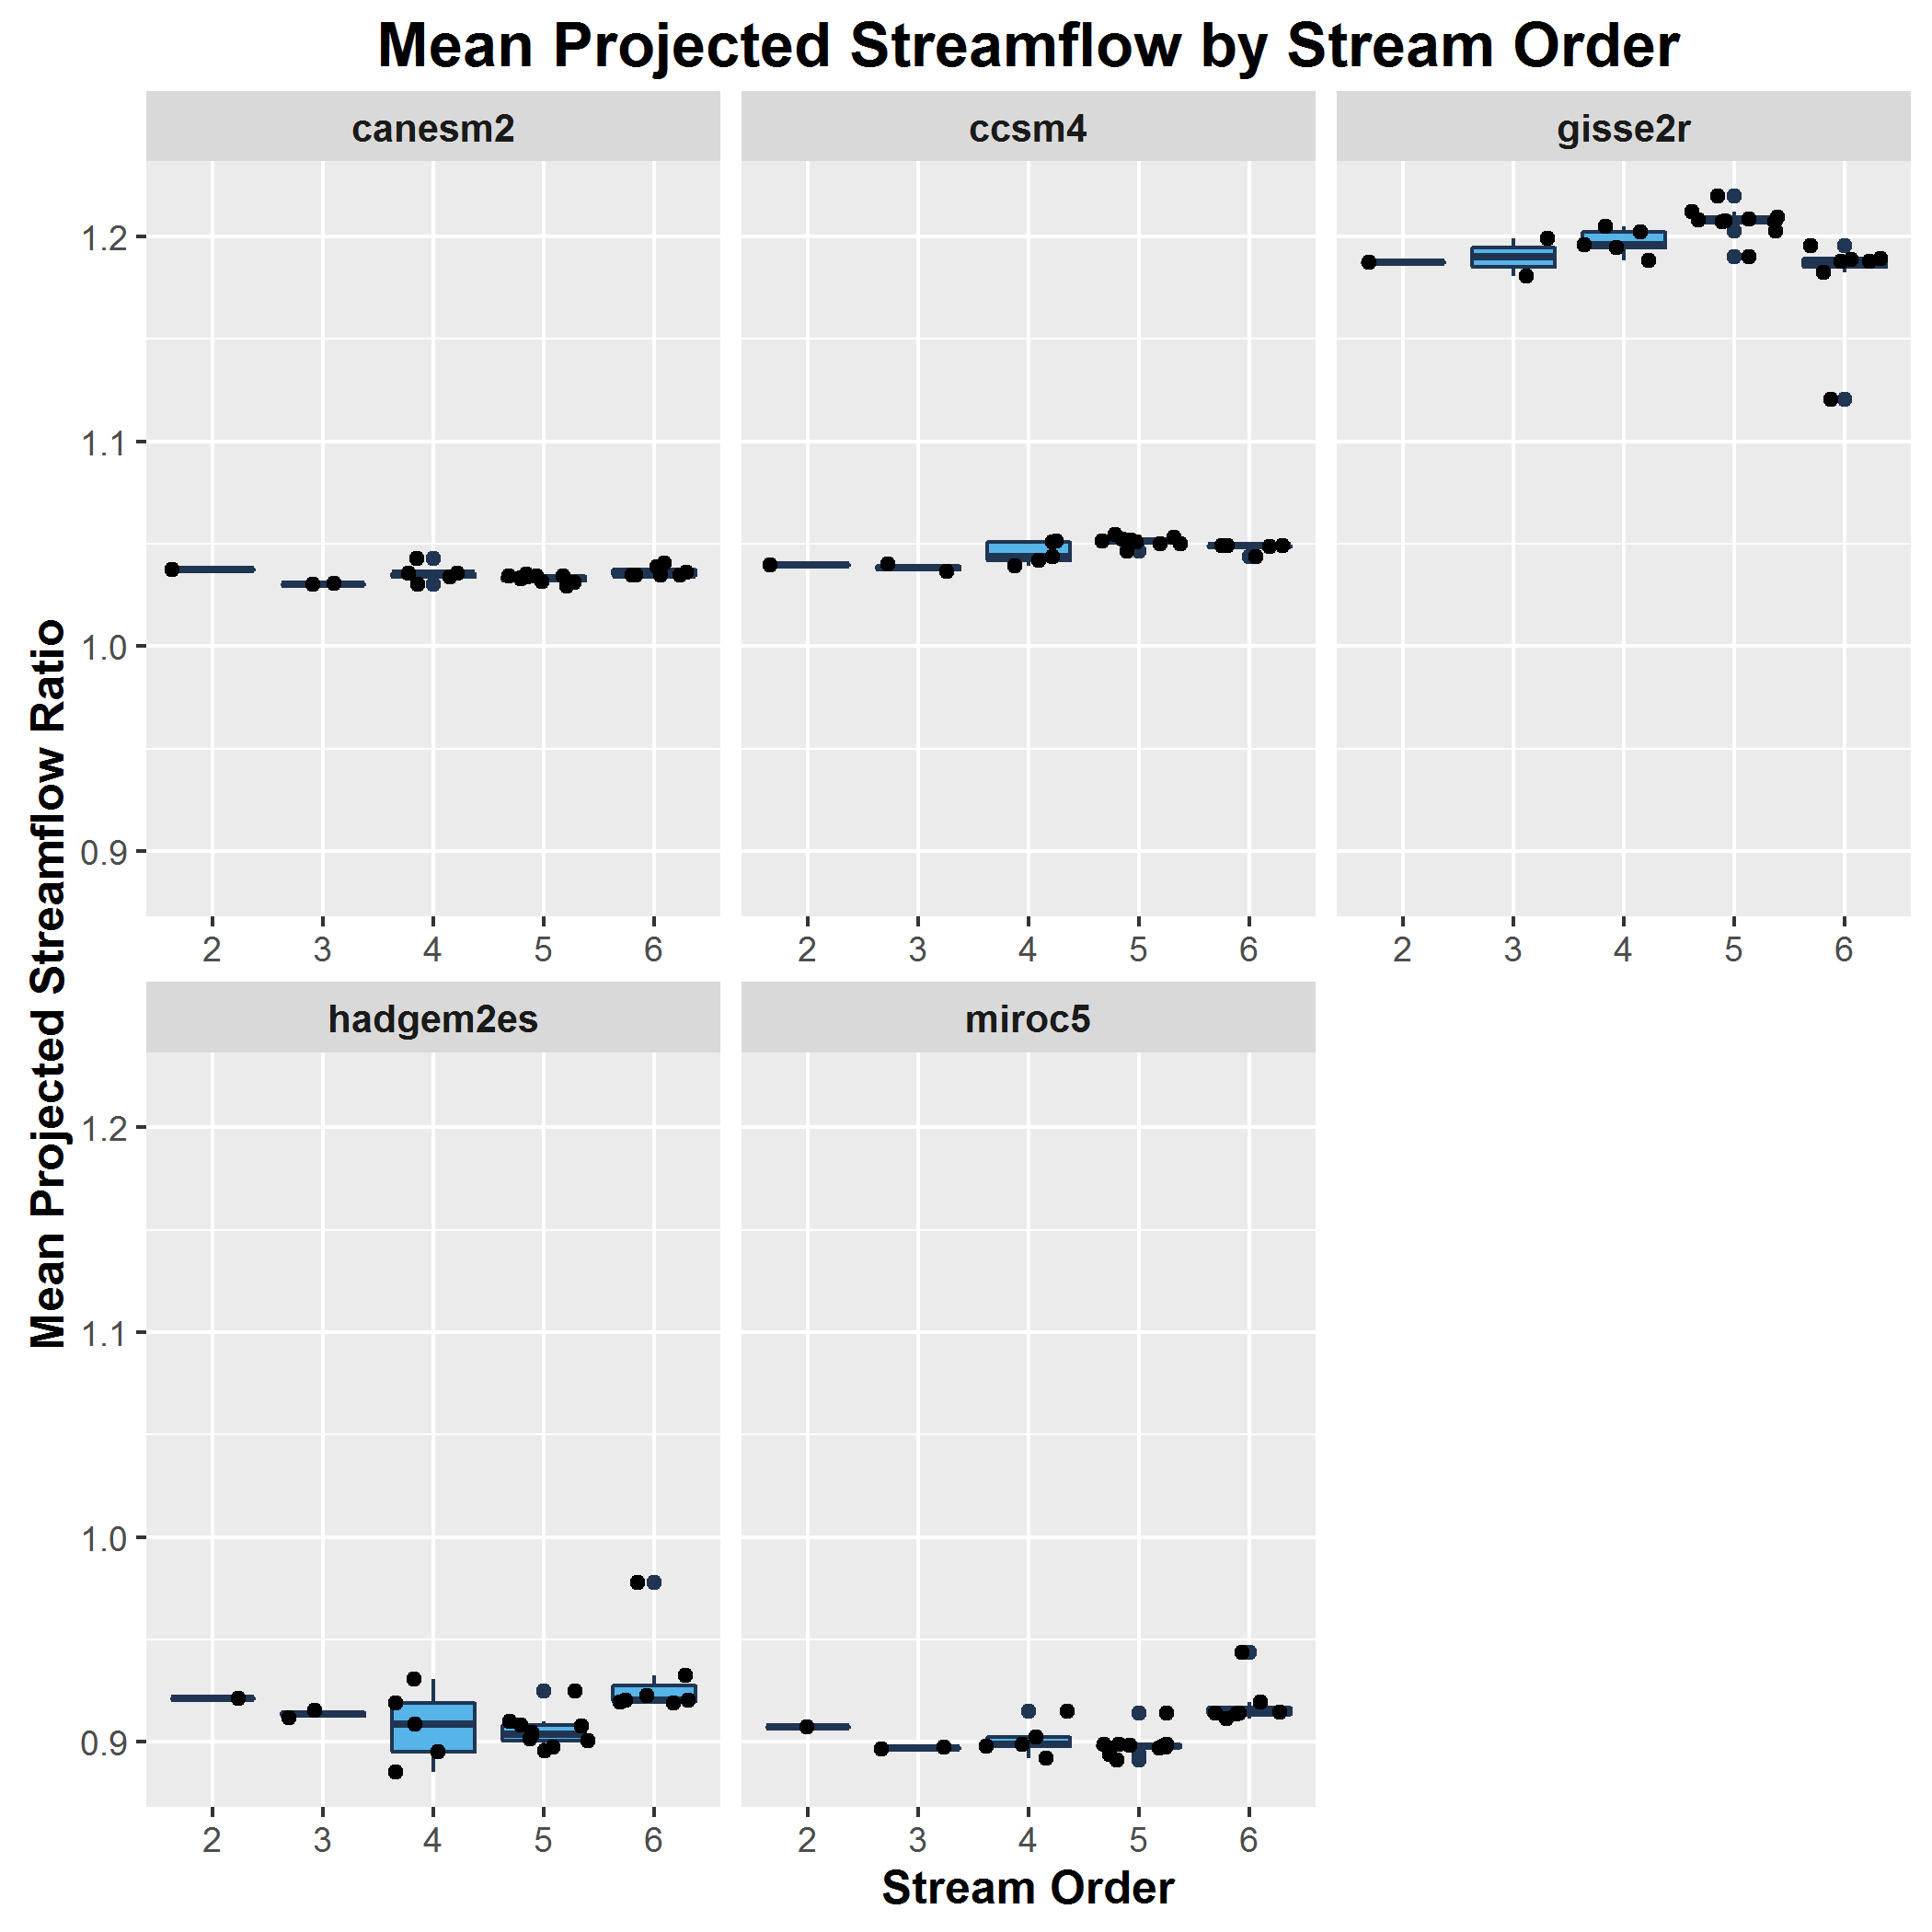 Mean Projected Streamflow by Stream Order
canesm2
ccsm4
gisse2r
1.2
1.1
1.0
0.9
2 3 4 5 6
2 3 4 5 6
2 3 4 5 6
Mean Projected Streamflow Ratio
hadgem2es
miroc5
1.2
1.1
1.0
0.9
2 3 4 5 6
2 3 4 5 6
Stream Order